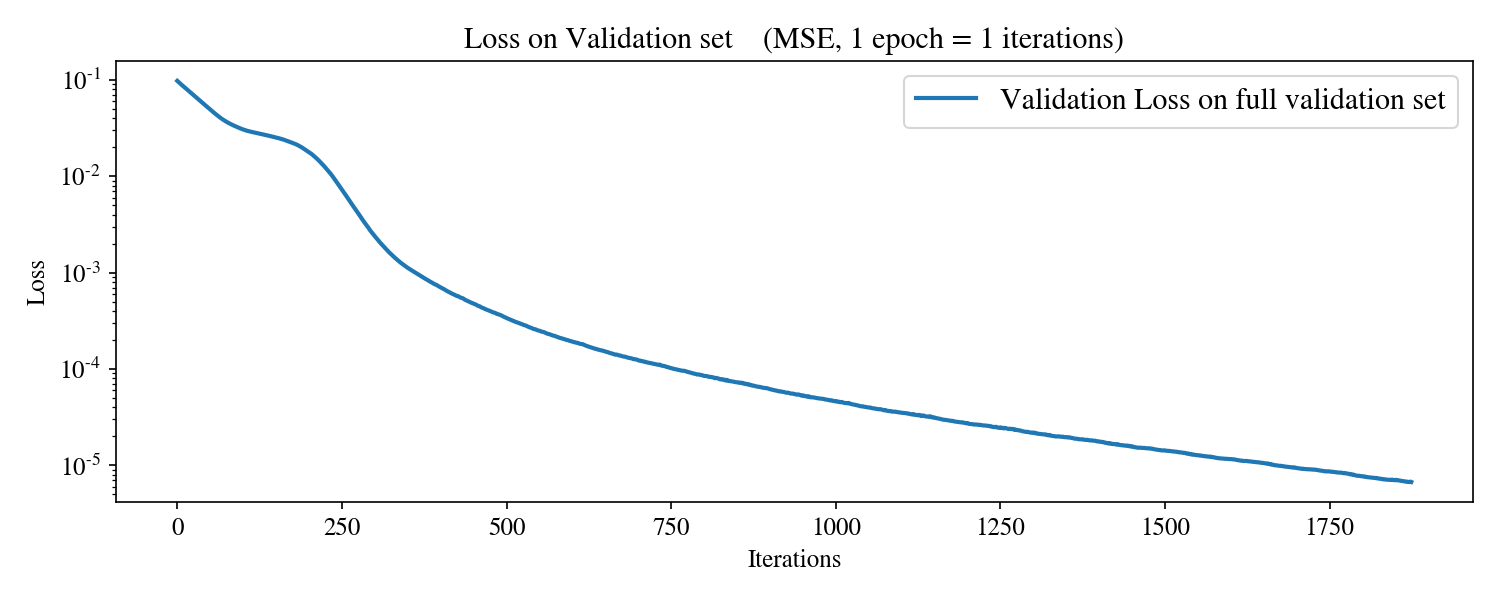 Loss on Validation set    (MSE, 1 epoch = 1 iterations)
Validation Loss on full validation set
Loss
10^-1
10^-2
10^-3
10^-4
10^-5
0 250 500 750 1000 1250 1500 1750
Iterations